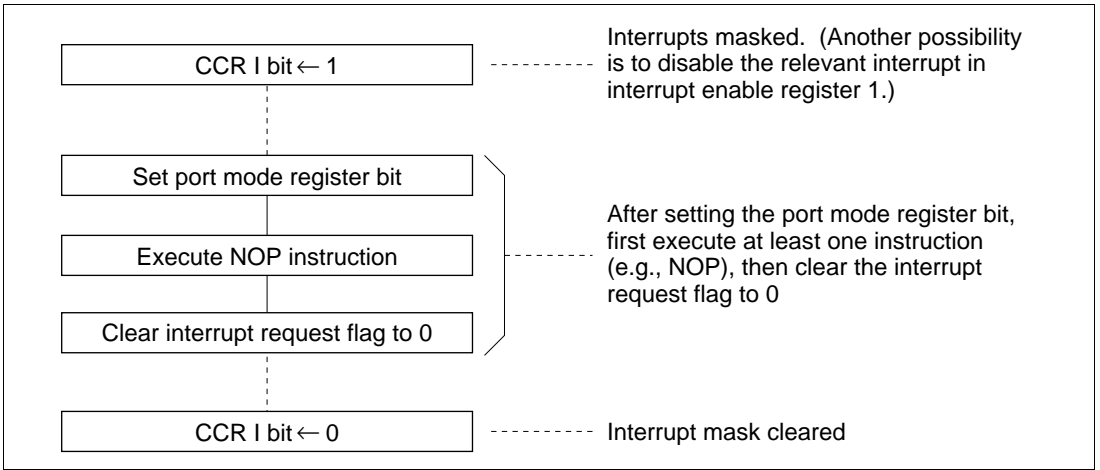 CCR I bit ← 1
Interrupts masked. (Another possibility
is to disable the relevant interrupt in
interrupt enable register 1.)
Set port mode register bit
Execute NOP instruction
Clear interrupt request flag to 0
After setting the port mode register bit,
first execute at least one instruction
(e.g., NOP), then clear the interrupt
request flag to 0
CCR I bit ← 0
Interrupt mask cleared